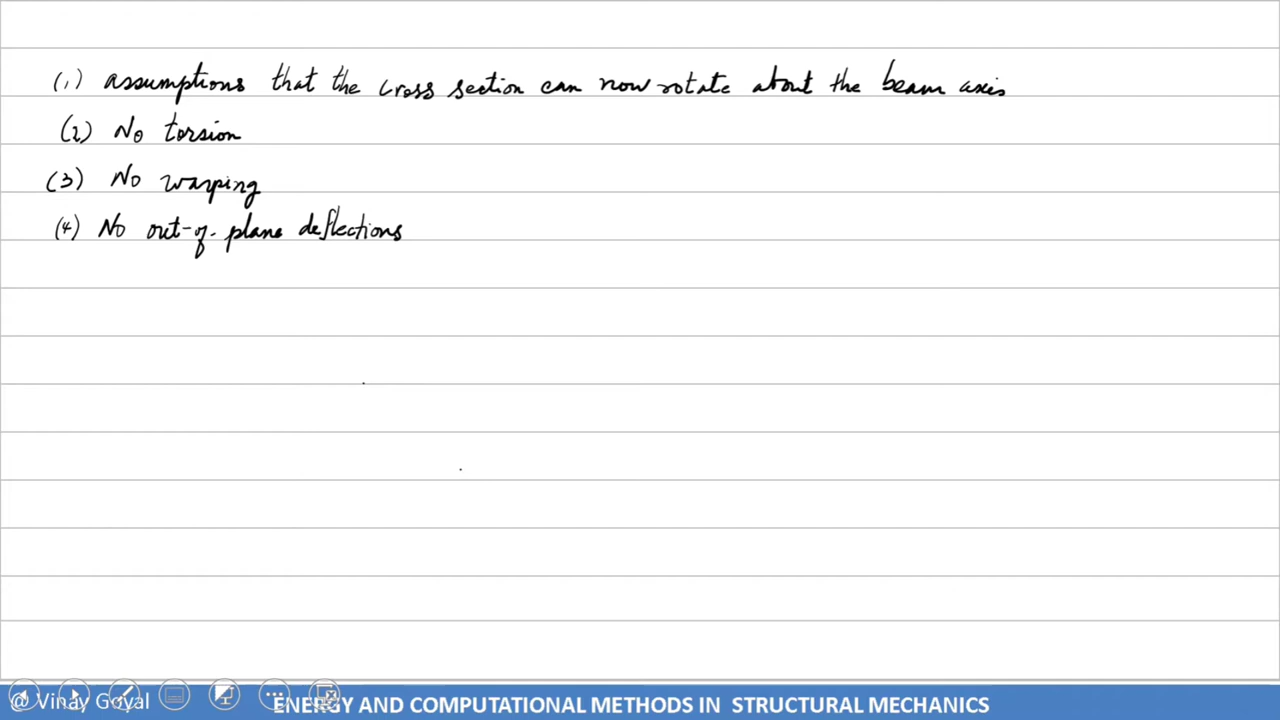 (1) assumptions that the cross section can now rotate about the beam axis
(2) No torsion
(3) No warping
(4) No out-of-plane deflections
@ Vinay Goyal
ENERGY AND COMPUTATIONAL METHODS IN STRUCTURAL MECHANICS